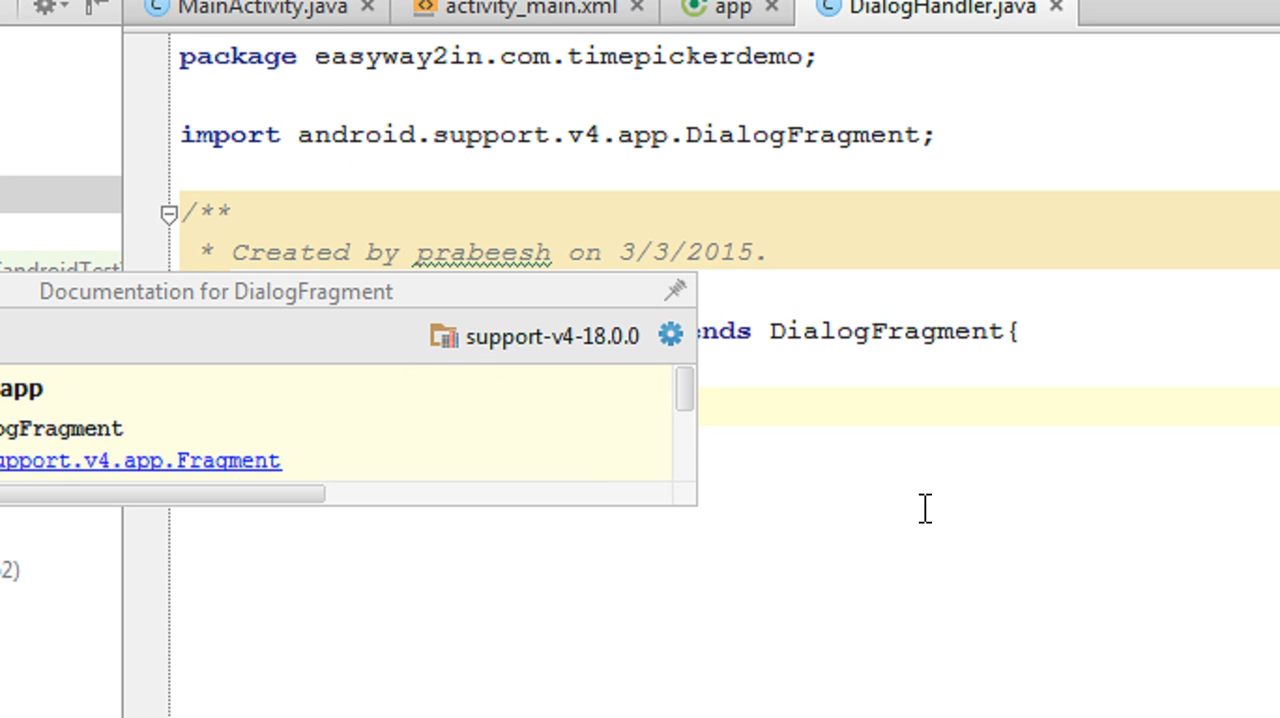 MainActivity.java activity_main.xml app DialogHandler.java
package easyway2in.com.timepickerdemo;
import android.support.v4.app.DialogFragment;
/**
* Created by prabeesh on 3/3/2015.
Documentation for DialogFragment
support-v4-18.0.0
ends DialogFragment{
app
ogFragment
upport.v4.app.Fragment
2)